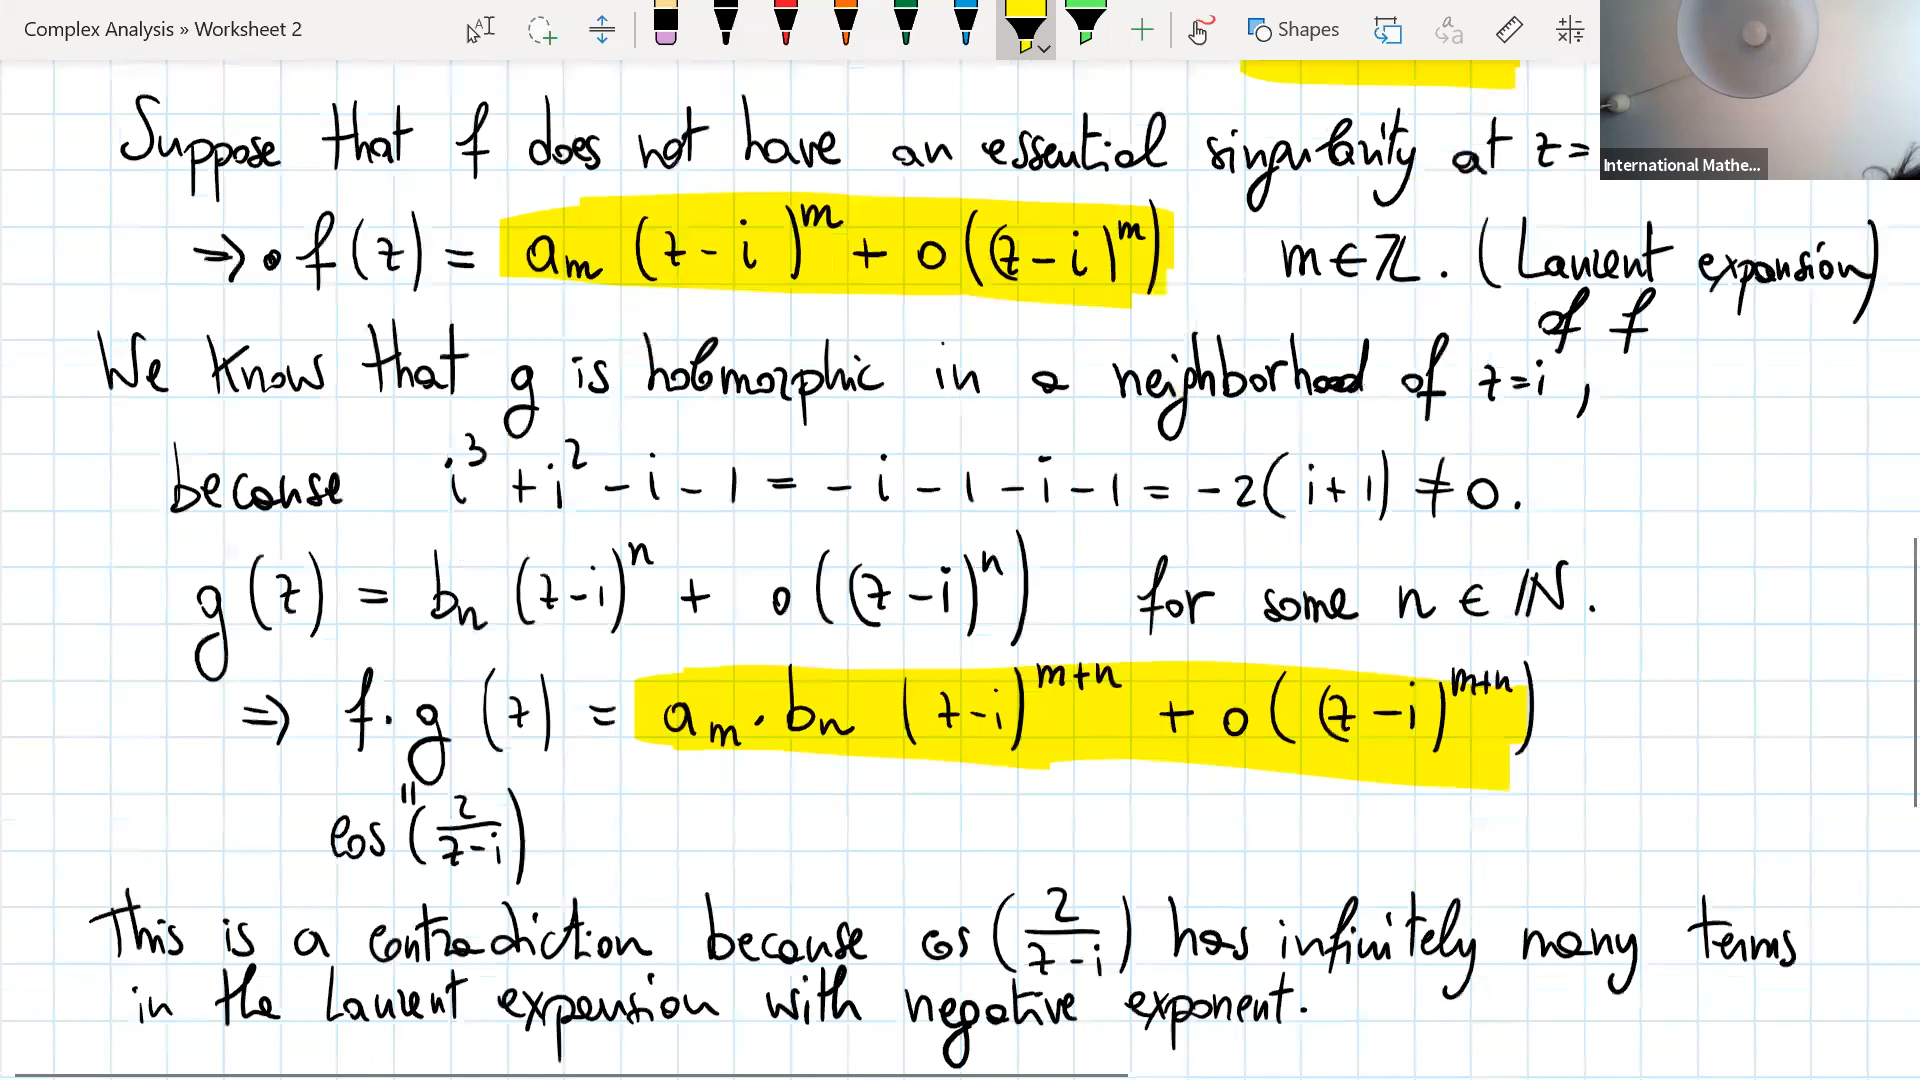 Complex Analysis » Worksheet 2
Shapes
International Mathe...
Suppose that f does not have an essential singularity at z=
⇒ • f(z) = a_m (z-i)^m + o((z-i)^m) m∈ℤ. (Laurent expansion)
of f
We know that g is holomorphic in a neighborhood of z=i,
because i^3 + i^2 - i - 1 = - i - 1 - i - 1 = -2(i+1) ≠ 0.
g(z) = b_n (z-i)^n + o((z-i)^n) for some n ∈ ℕ.
⇒ f·g (z) = a_m · b_n (z-i)^{m+n} + o((z-i)^{m+n})
"
cos (2/(z-i))
This is a contradiction because cos (2/(z-i)) has infinitely many terms
in the Laurent expansion with negative exponent.